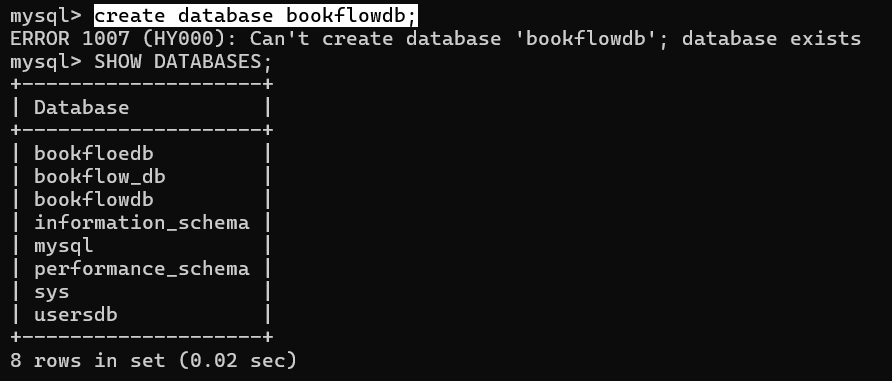 mysql> create database bookflowdb;
ERROR 1007 (HY000): Can't create database 'bookflowdb'; database exists
mysql> SHOW DATABASES;
+--------------------+
| Database           |
+--------------------+
| bookfloedb         |
| bookflow_db        |
| bookflowdb         |
| information_schema |
| mysql              |
| performance_schema |
| sys                |
| usersdb            |
+--------------------+
8 rows in set (0.02 sec)